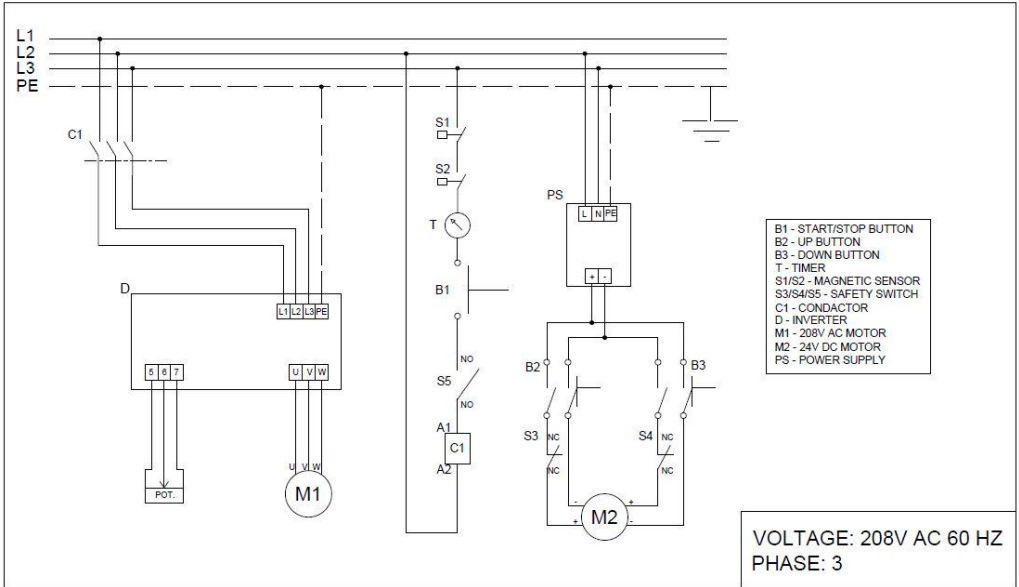 L1
L2
L3
PE
C1
S1
S2
T
B1
NO
S5
NO
A1
C1
A2
PS
L N PE
+ -
D
L1 L2 L3 PE
5 6 7
U V W
U V W
POT.
M1
B2
B3
S3 NC
NC
S4 NC
NC
- +
M2
+ -
B1 - START/STOP BUTTON
B2 - UP BUTTON
B3 - DOWN BUTTON
T - TIMER
S1/S2 - MAGNETIC SENSOR
S3/S4/S5 - SAFETY SWITCH
C1 - CONDACTOR
D - INVERTER
M1 - 208V AC MOTOR
M2 - 24V DC MOTOR
PS - POWER SUPPLY
VOLTAGE: 208V AC 60 HZ
PHASE: 3